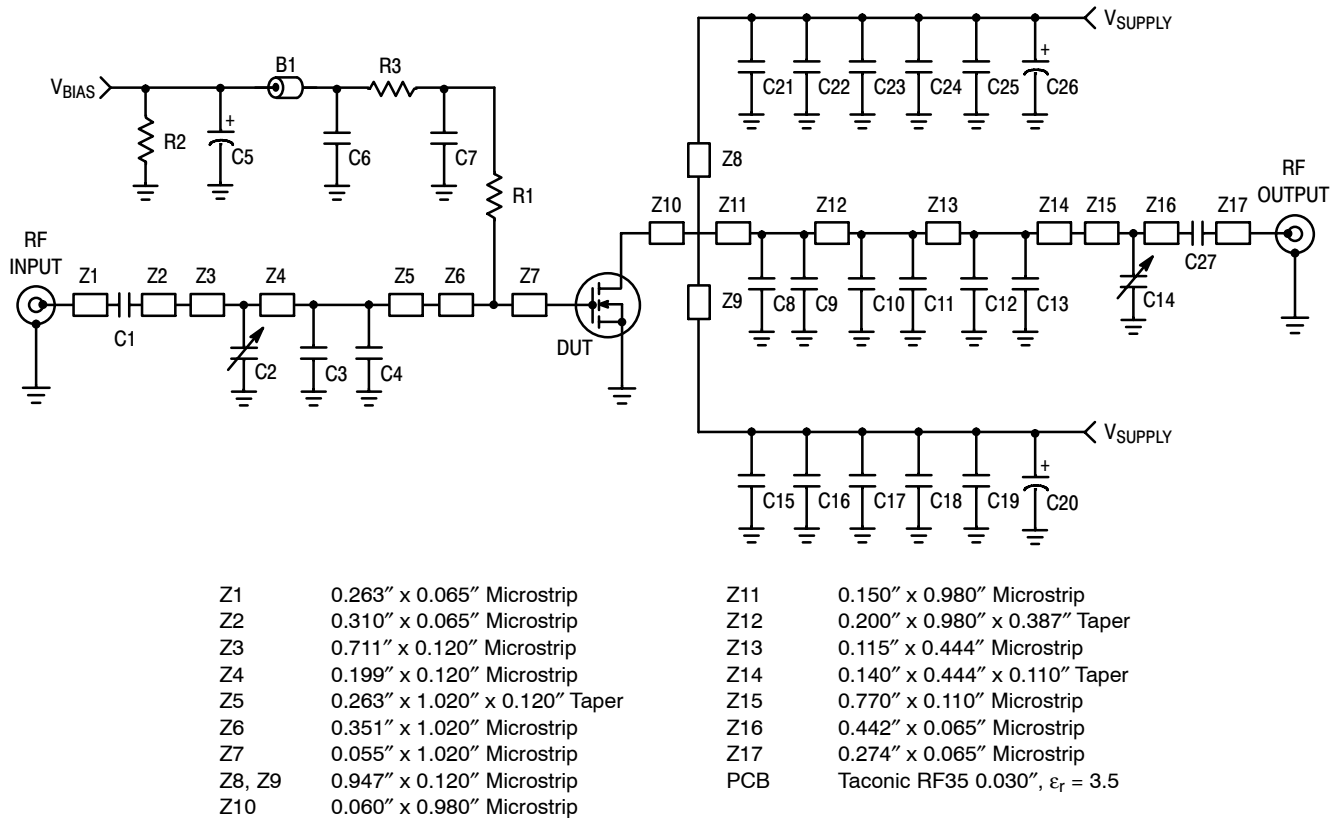 V_SUPPLY
B1
R3
V_BIAS
C21 C22 C23 C24 C25 + C26
R2
+
C5
C6
C7
Z8
R1
RF
OUTPUT
Z10 Z11 Z12 Z13 Z14 Z15 Z16 Z17
RF
INPUT
Z1 Z2 Z3 Z4 Z5 Z6 Z7
C27
C8 C9 C10 C11 C12 C13 C14
Z9
C1
DUT
C2 C3 C4
V_SUPPLY
C15 C16 C17 C18 C19 + C20
Z1 0.263″ x 0.065″ Microstrip
Z2 0.310″ x 0.065″ Microstrip
Z3 0.711″ x 0.120″ Microstrip
Z4 0.199″ x 0.120″ Microstrip
Z5 0.263″ x 1.020″ x 0.120″ Taper
Z6 0.351″ x 1.020″ Microstrip
Z7 0.055″ x 1.020″ Microstrip
Z8, Z9 0.947″ x 0.120″ Microstrip
Z10 0.060″ x 0.980″ Microstrip
Z11 0.150″ x 0.980″ Microstrip
Z12 0.200″ x 0.980″ x 0.387″ Taper
Z13 0.115″ x 0.444″ Microstrip
Z14 0.140″ x 0.444″ x 0.110″ Taper
Z15 0.770″ x 0.110″ Microstrip
Z16 0.442″ x 0.065″ Microstrip
Z17 0.274″ x 0.065″ Microstrip
PCB Taconic RF35 0.030″, εr = 3.5